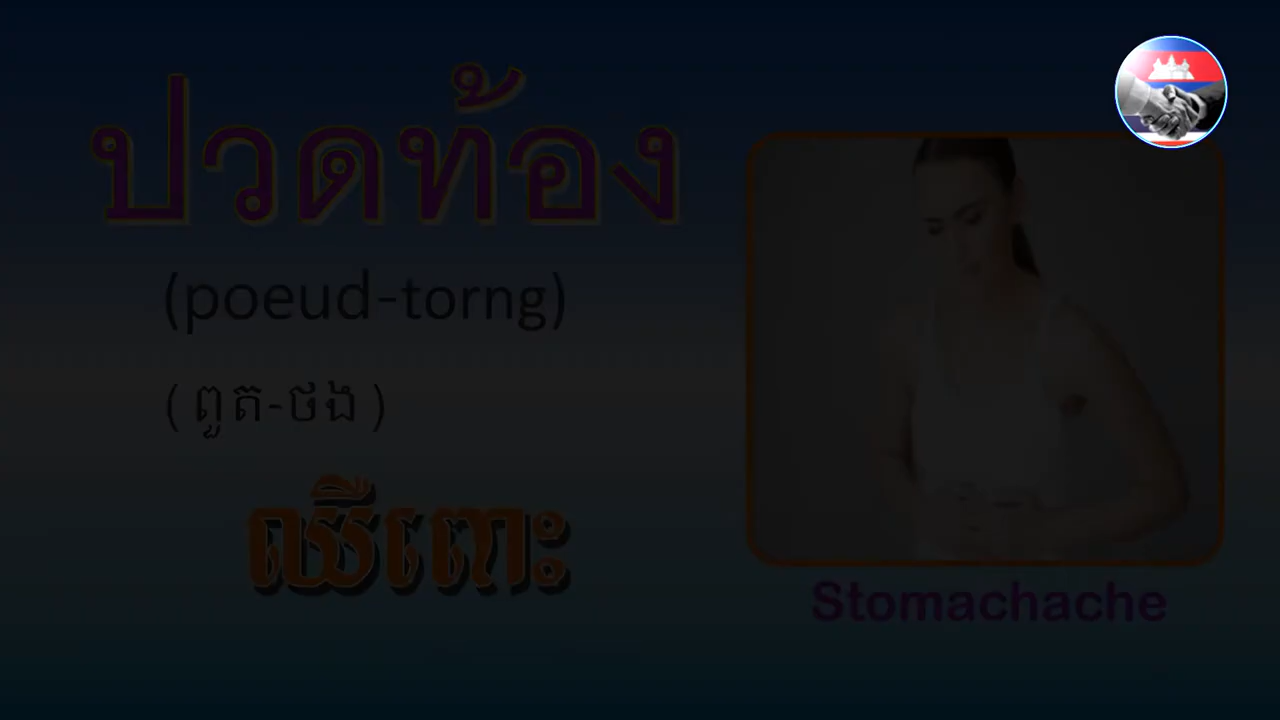 ปวดท้อง
(poeud-torng)
( ពួត-ថង )
ឈឺពោះ
Stomachache